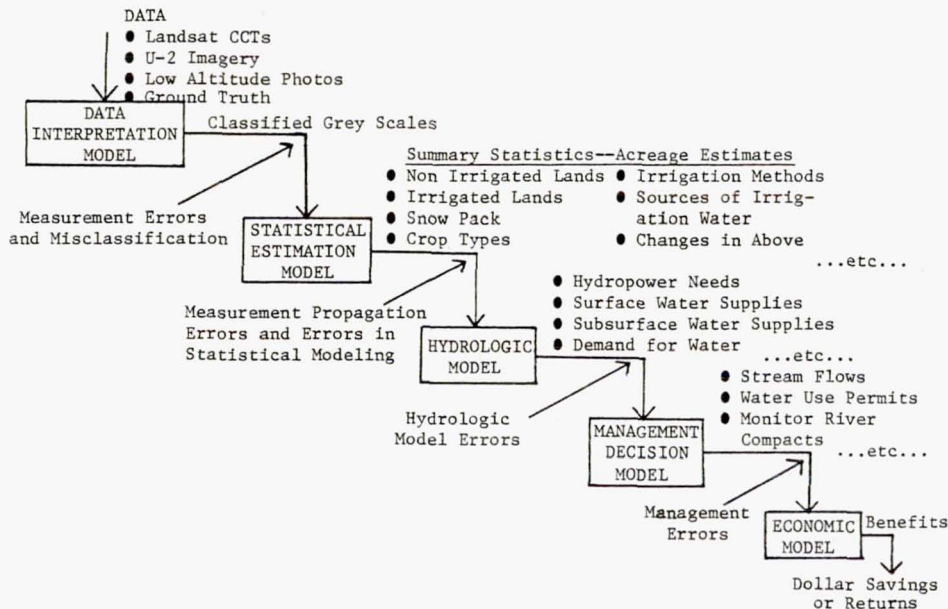 DATA
● Landsat CCTs
● U-2 Imagery
● Low Altitude Photos
● Ground Truth
DATA
INTERPRETATION
MODEL
Classified Grey Scales
Measurement Errors
and Misclassification
Summary Statistics--Acreage Estimates
● Non Irrigated Lands ● Irrigation Methods
● Irrigated Lands ● Sources of Irrig-
● Snow Pack ation Water
● Crop Types ● Changes in Above
...etc...
STATISTICAL
ESTIMATION
MODEL
Measurement Propagation
Errors and Errors in
Statistical Modeling
● Hydropower Needs
● Surface Water Supplies
● Subsurface Water Supplies
● Demand for Water
...etc...
HYDROLOGIC
MODEL
Hydrologic
Model Errors
● Stream Flows
● Water Use Permits
● Monitor River
Compacts
...etc...
MANAGEMENT
DECISION
MODEL
Management
Errors
ECONOMIC
MODEL
Benefits
Dollar Savings
or Returns